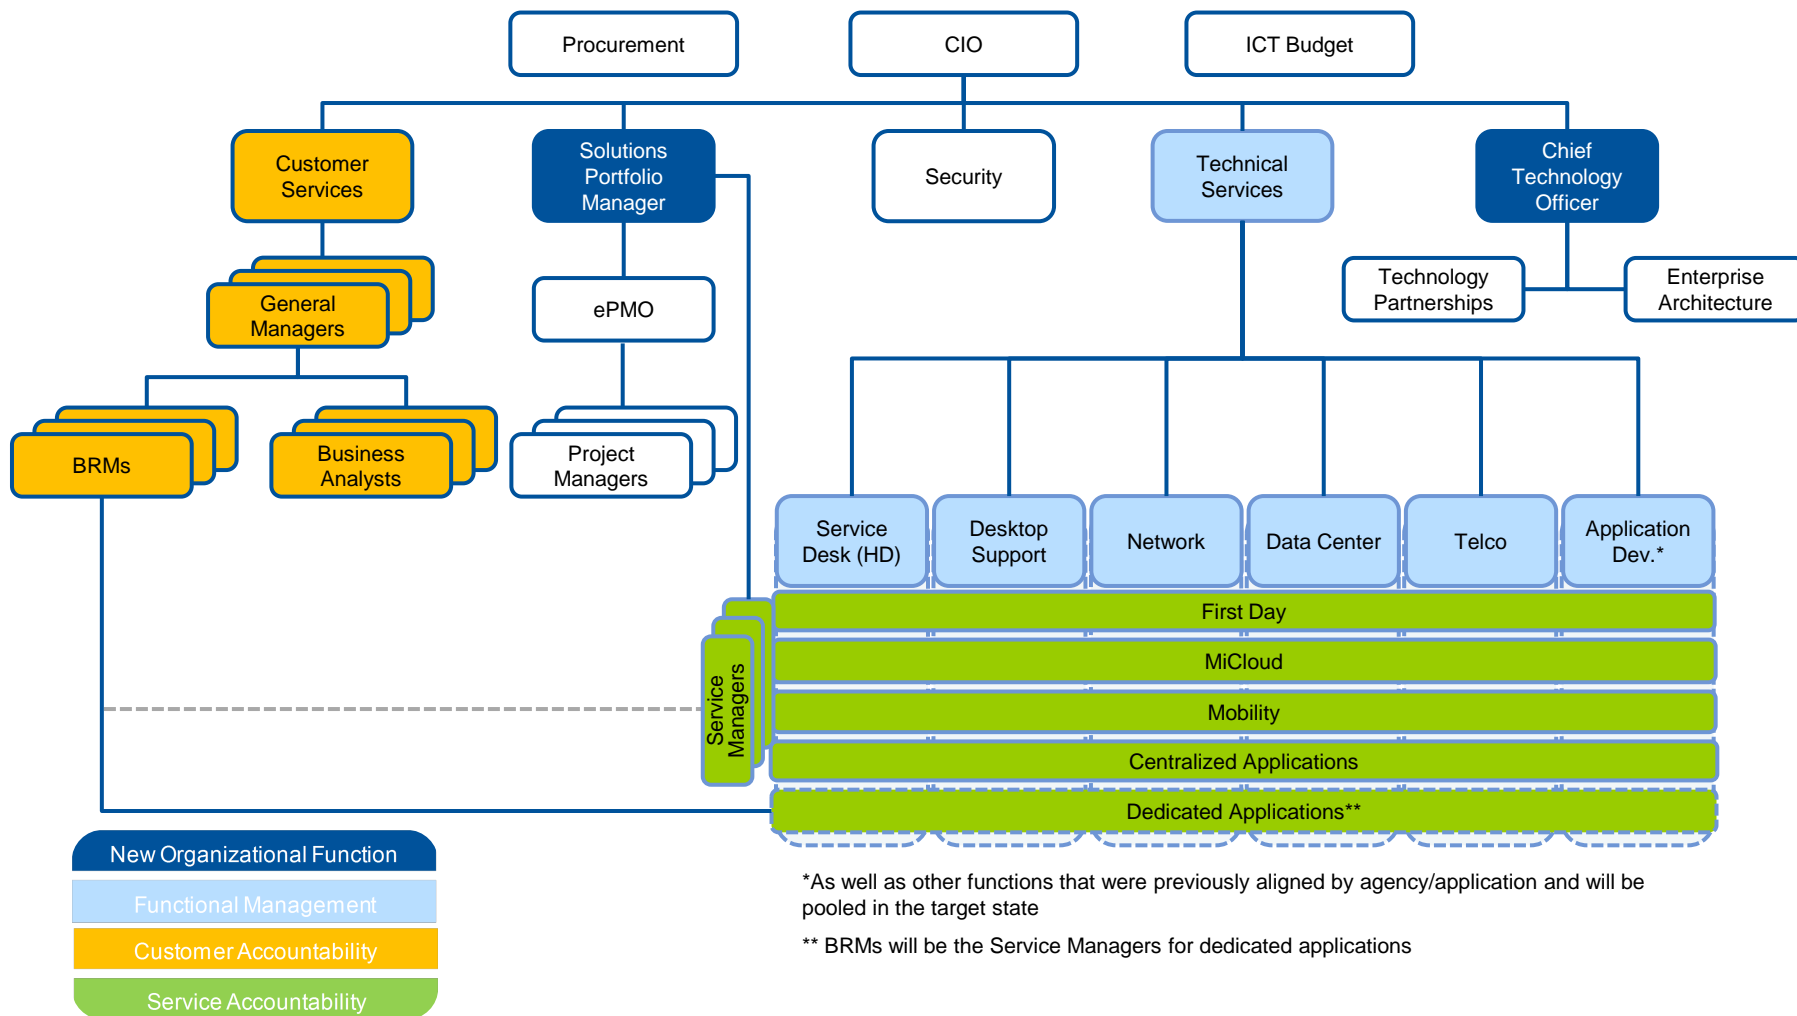 Procurement
CIO
ICT Budget
Customer
Services
Solutions
Portfolio
Manager
Security
Technical
Services
Chief
Technology
Officer
General
Managers
ePMO
Technology
Partnerships
Enterprise
Architecture
BRMs
Business
Analysts
Project
Managers
Service
Desk (HD)
Desktop
Support
Network
Data Center
Telco
Application
Dev.*
Service
Managers
First Day
MiCloud
Mobility
Centralized Applications
Dedicated Applications**
New Organizational Function
Functional Management
Customer Accountability
Service Accountability
*As well as other functions that were previously aligned by agency/application and will be
pooled in the target state
** BRMs will be the Service Managers for dedicated applications